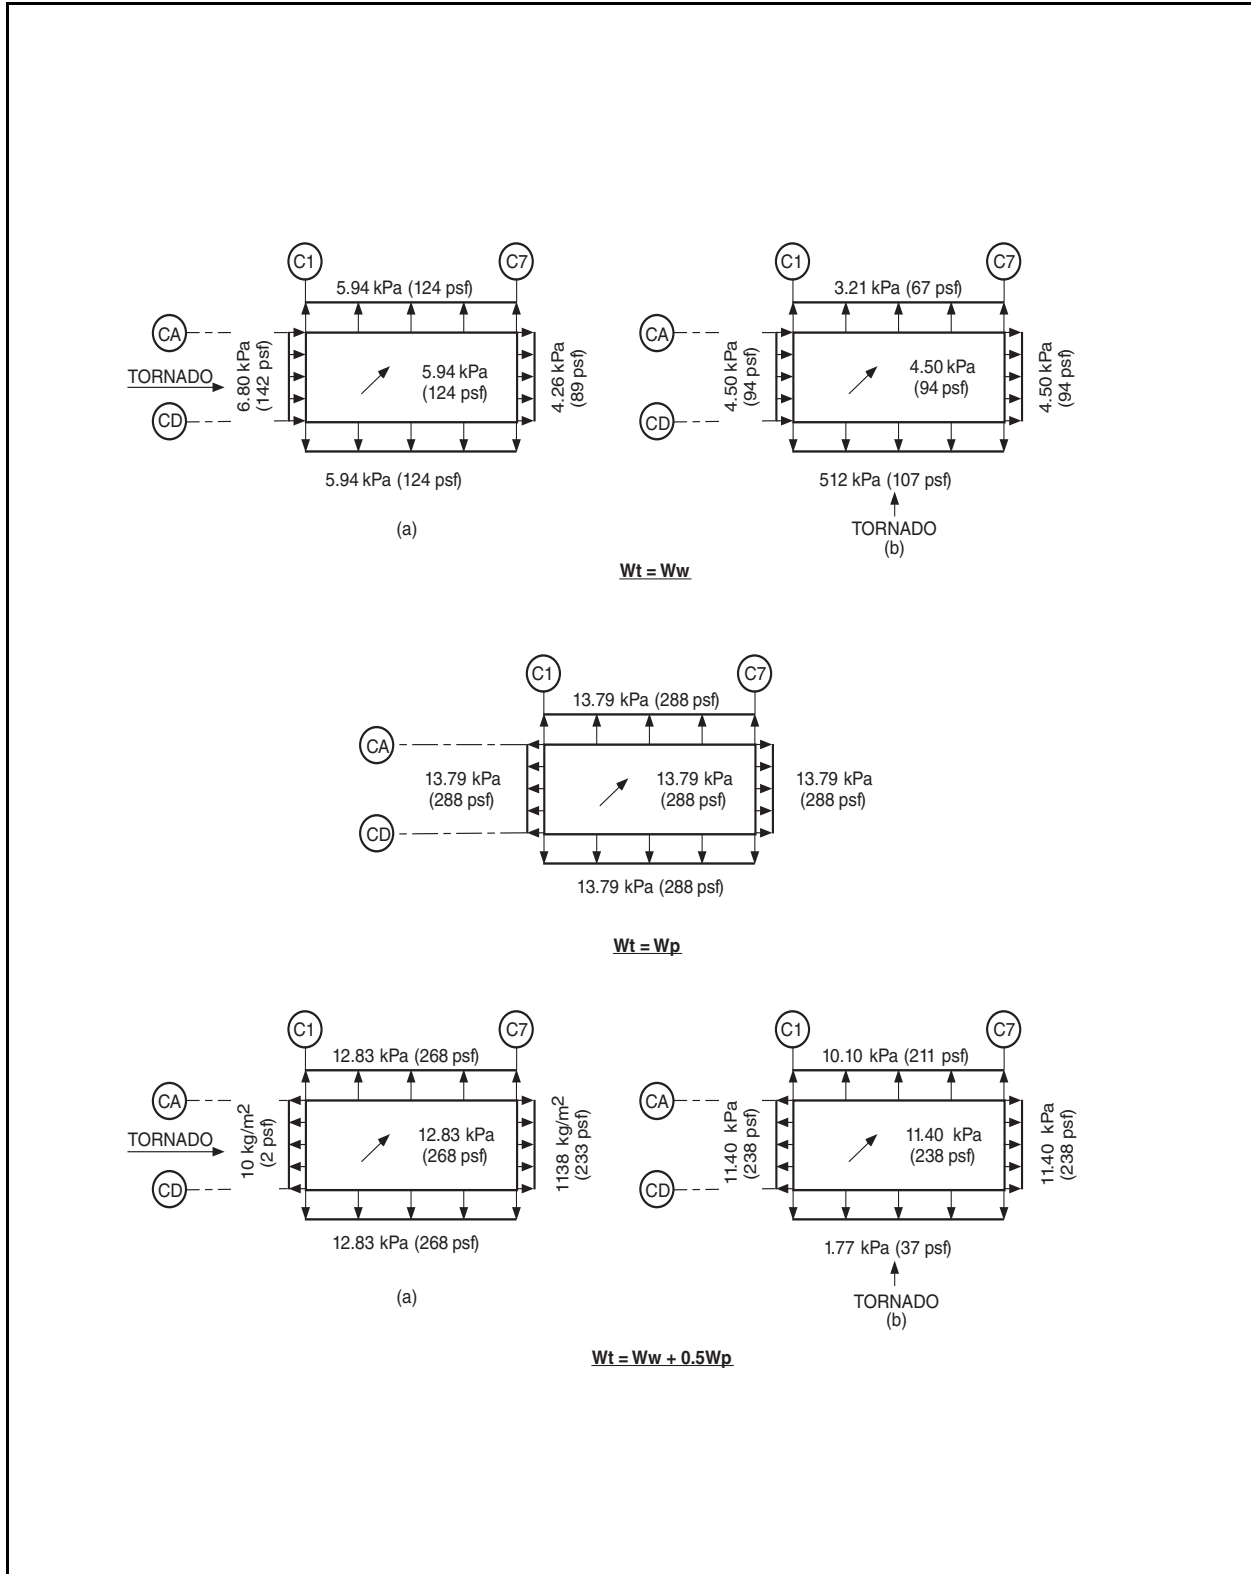 C1
C7
C1
C7
5.94 kPa (124 psf)
3.21 kPa (67 psf)
CA
CA
TORNADO
6.80 kPa
(142 psf)
5.94 kPa
(124 psf)
4.26 kPa
(89 psf)
4.50 kPa
(94 psf)
4.50 kPa
(94 psf)
4.50 kPa
(94 psf)
CD
CD
5.94 kPa (124 psf)
512 kPa (107 psf)
(a)
TORNADO
(b)
Wt = Ww
C1
C7
13.79 kPa (288 psf)
CA
13.79 kPa
(288 psf)
13.79 kPa
(288 psf)
13.79 kPa
(288 psf)
CD
13.79 kPa (288 psf)
Wt = Wp
C1
C7
C1
C7
12.83 kPa (268 psf)
10.10 kPa (211 psf)
CA
CA
TORNADO
10 kg/m2
(2 psf)
12.83 kPa
(268 psf)
1138 kg/m2
(233 psf)
11.40 kPa
(238 psf)
11.40 kPa
(238 psf)
11.40 kPa
(238 psf)
CD
CD
12.83 kPa (268 psf)
1.77 kPa (37 psf)
(a)
TORNADO
(b)
Wt = Ww + 0.5Wp